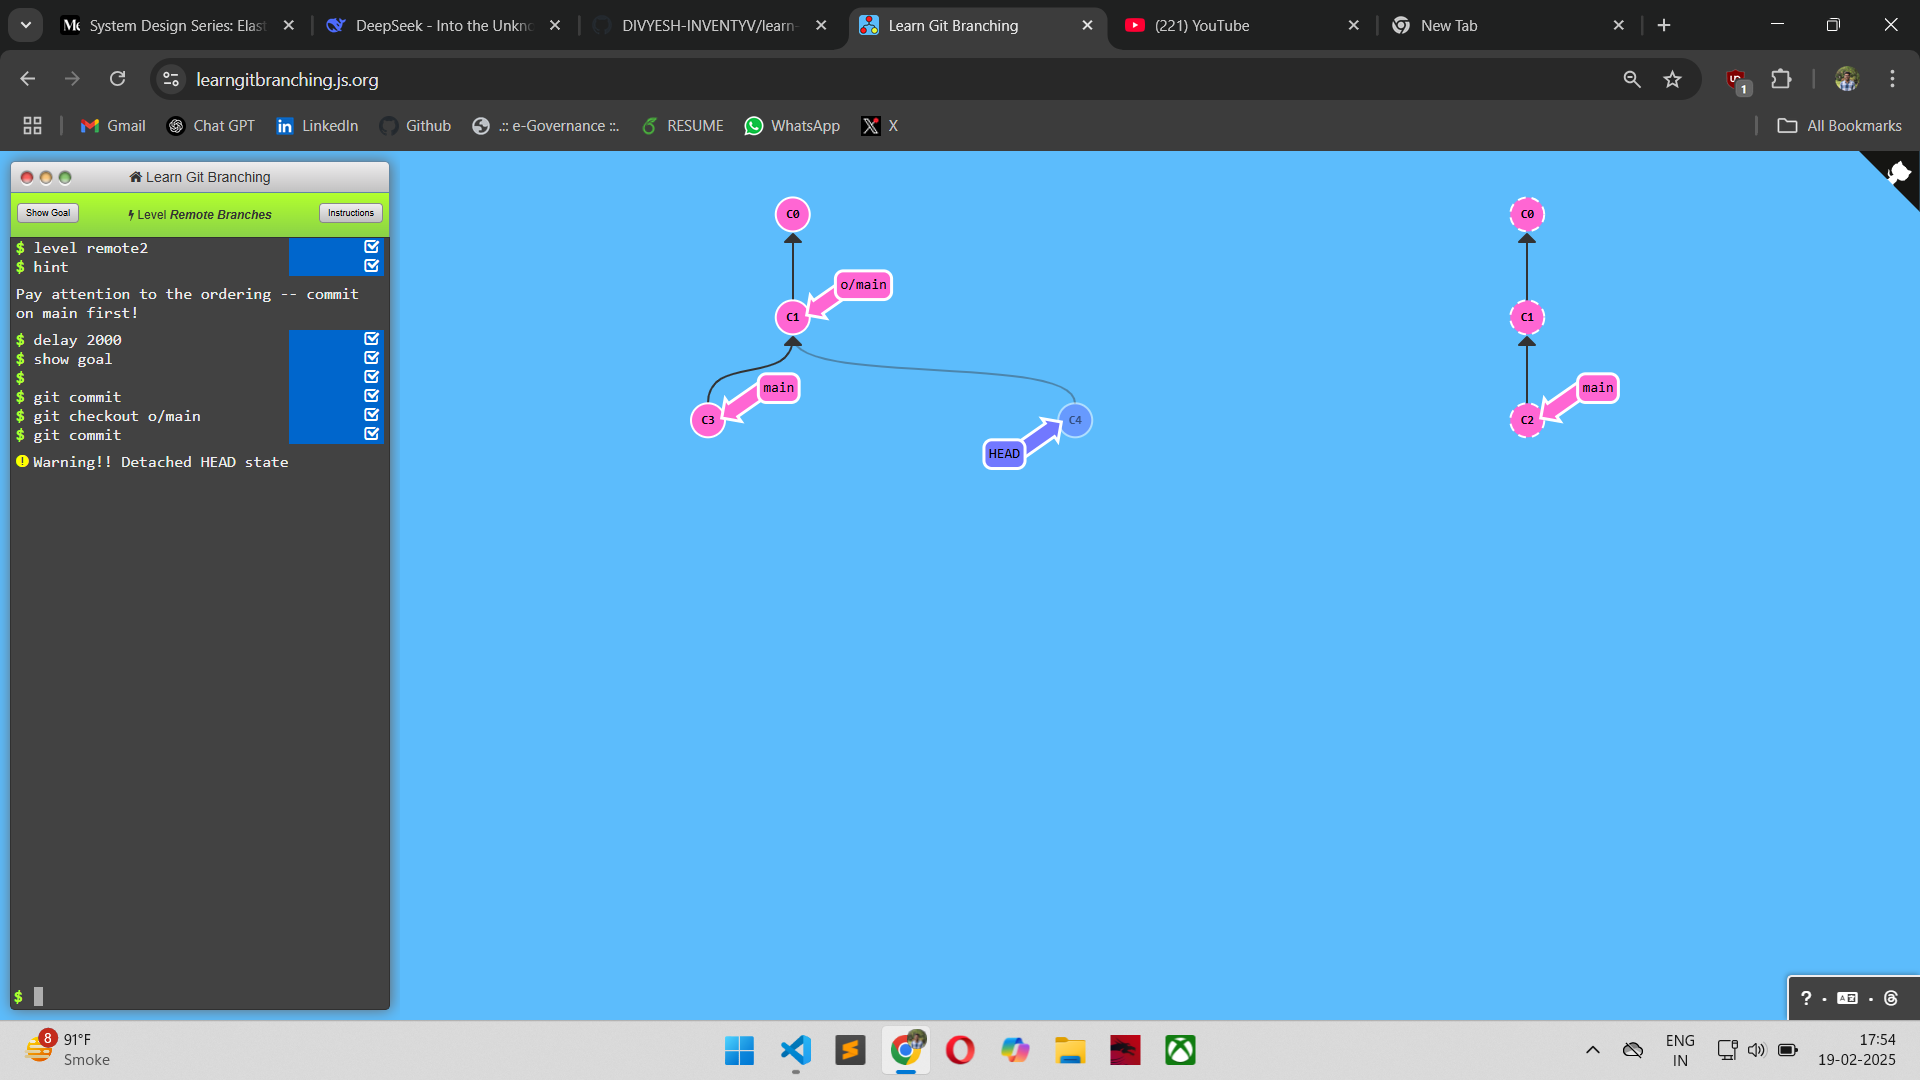 System Design Series: Elast
DeepSeek - Into the Unkno
DIVYESH-INVENTYV/learn-
Learn Git Branching
(221) YouTube
New Tab
learngitbranching.js.org
1
Gmail
Chat GPT
LinkedIn
Github
.:: e-Governance ::.
RESUME
WhatsApp
X
All Bookmarks
Learn Git Branching
Show Goal
Level Remote Branches
Instructions
$ level remote2
$ hint
Pay attention to the ordering -- commit
on main first!
$ delay 2000
$ show goal
$
$ git commit
$ git checkout o/main
$ git commit
Warning!! Detached HEAD state
$
C0
o/main
C1
main
C3
C4
HEAD
C0
C1
main
C2
?
8
91°F
Smoke
ENG
IN
17:54
19-02-2025